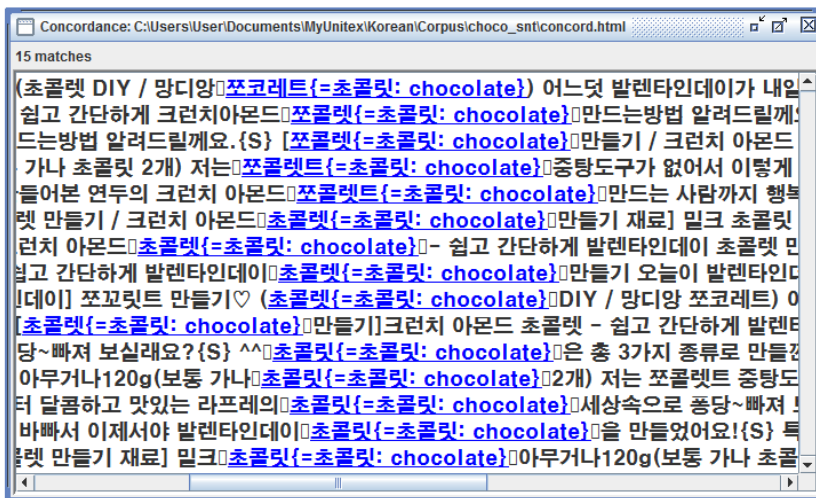 Concordance: C:\Users\User\Documents\MyUnitex\Korean\Corpus\choco_snt\concord.html
15 matches
(초콜렛 DIY / 망디앙 쪼코레트{=초콜릿: chocolate}) 어느덧 발렌타인데이가 내일
쉽고 간단하게 크런치아몬드 쪼콜렛{=초콜릿: chocolate} 만드는방법 알려드릴께요
드는방법 알려드릴께요.{S} [쪼콜렛{=초콜릿: chocolate} 만들기 / 크런치 아몬드
가나 초콜릿 2개) 저는 쪼콜렛트{=초콜릿: chocolate} 중탕도구가 없어서 이렇게
들어본 연두의 크런치 아몬드 쪼콜렛트{=초콜릿: chocolate} 만드는 사람까지 행복
렛 만들기 / 크런치 아몬드 초콜렛{=초콜릿: chocolate} 만들기 재료] 밀크 초콜릿
런치 아몬드 초콜렛{=초콜릿: chocolate} - 쉽고 간단하게 발렌타인데이 초콜렛 만
쉽고 간단하게 발렌타인데이 초콜렛{=초콜릿: chocolate} 만들기 오늘이 발렌타인데
인데이] 쪼꼬릿트 만들기♡ (초콜렛{=초콜릿: chocolate} DIY / 망디앙 쪼코레트) 어
[초콜렛{=초콜릿: chocolate} 만들기]크런치 아몬드 초콜렛 - 쉽고 간단하게 발렌타
당~빠져 보실래요?{S} ^^ 초콜릿{=초콜릿: chocolate} 은 총 3가지 종류로 만들
아무거나120g(보통 가나 초콜릿{=초콜릿: chocolate} 2개) 저는 쪼콜렛트 중탕도
터 달콤하고 맛있는 라프레의 초콜릿{=초콜릿: chocolate} 세상속으로 퐁당~빠져
바빠서 이제서야 발렌타인데이 초콜릿{=초콜릿: chocolate} 을 만들었어요!{S} 특
콜렛 만들기 재료] 밀크 초콜릿{=초콜릿: chocolate} 아무거나120g(보통 가나 초콜